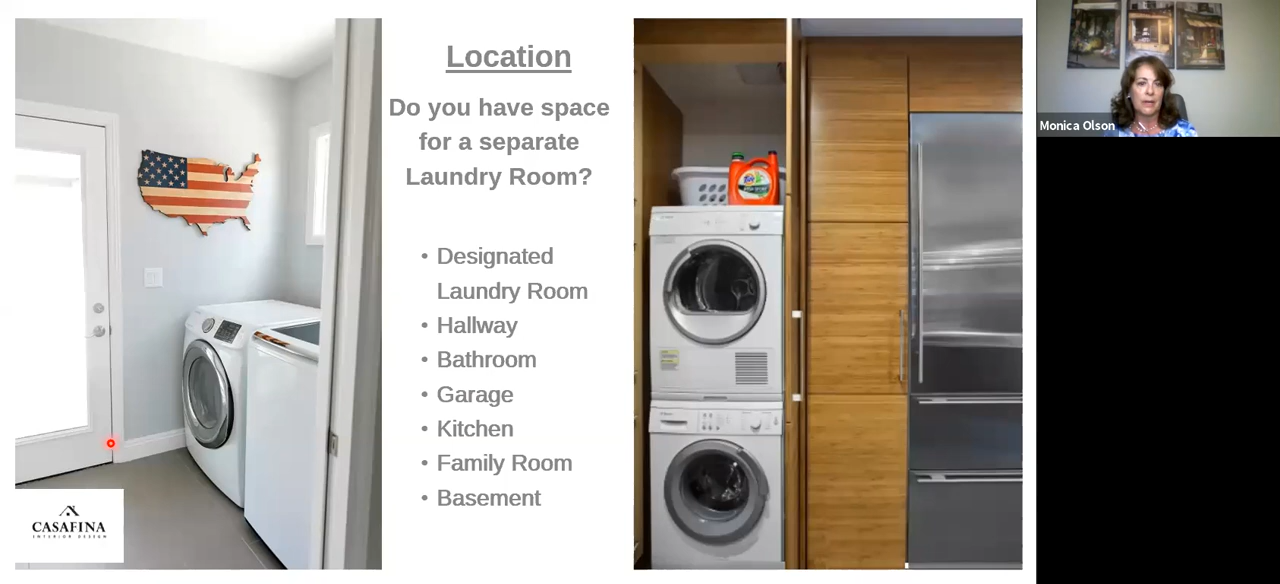 Location
Do you have space
for a separate
Laundry Room?
• Designated
Laundry Room
• Hallway
• Bathroom
• Garage
• Kitchen
• Family Room
• Basement
CASAFINA
INTERIOR DESIGN
Tide
Monica Olson